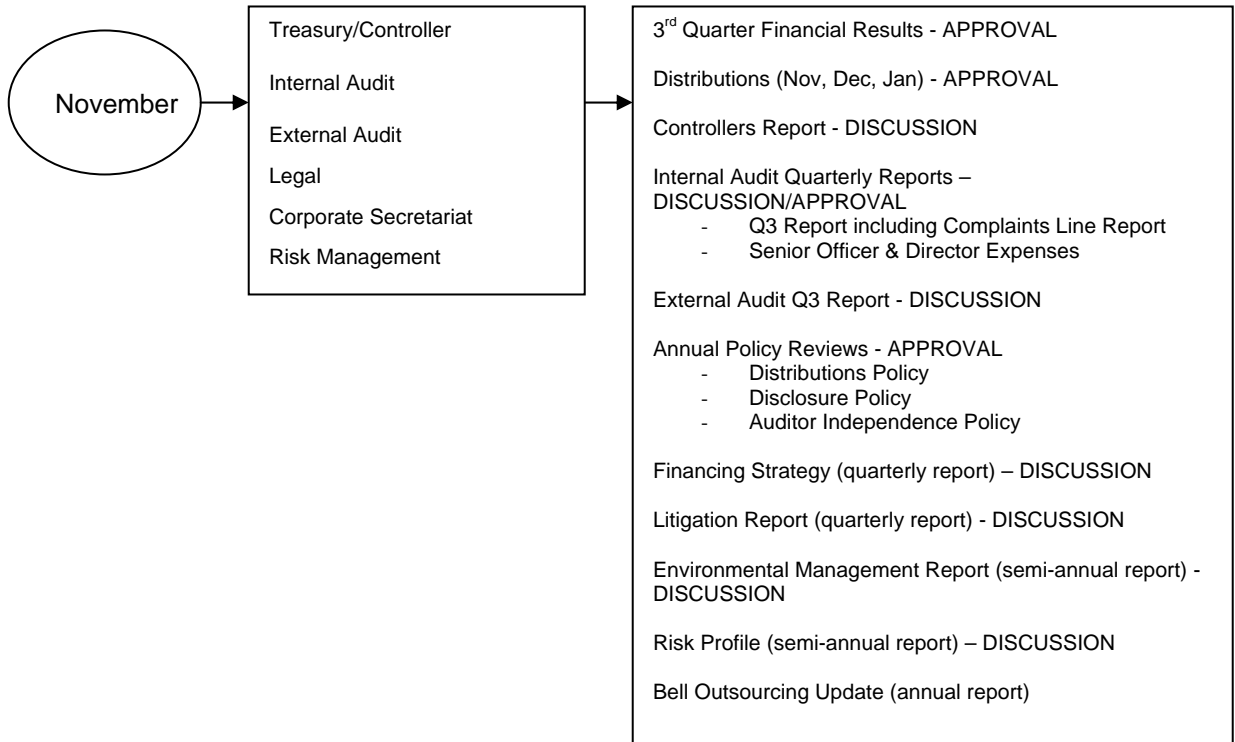 November
Treasury/Controller
Internal Audit
External Audit
Legal
Corporate Secretariat
Risk Management
3rd Quarter Financial Results - APPROVAL
Distributions (Nov, Dec, Jan) - APPROVAL
Controllers Report - DISCUSSION
Internal Audit Quarterly Reports –
DISCUSSION/APPROVAL
- Q3 Report including Complaints Line Report
- Senior Officer & Director Expenses
External Audit Q3 Report - DISCUSSION
Annual Policy Reviews - APPROVAL
- Distributions Policy
- Disclosure Policy
- Auditor Independence Policy
Financing Strategy (quarterly report) – DISCUSSION
Litigation Report (quarterly report) - DISCUSSION
Environmental Management Report (semi-annual report) -
DISCUSSION
Risk Profile (semi-annual report) – DISCUSSION
Bell Outsourcing Update (annual report)